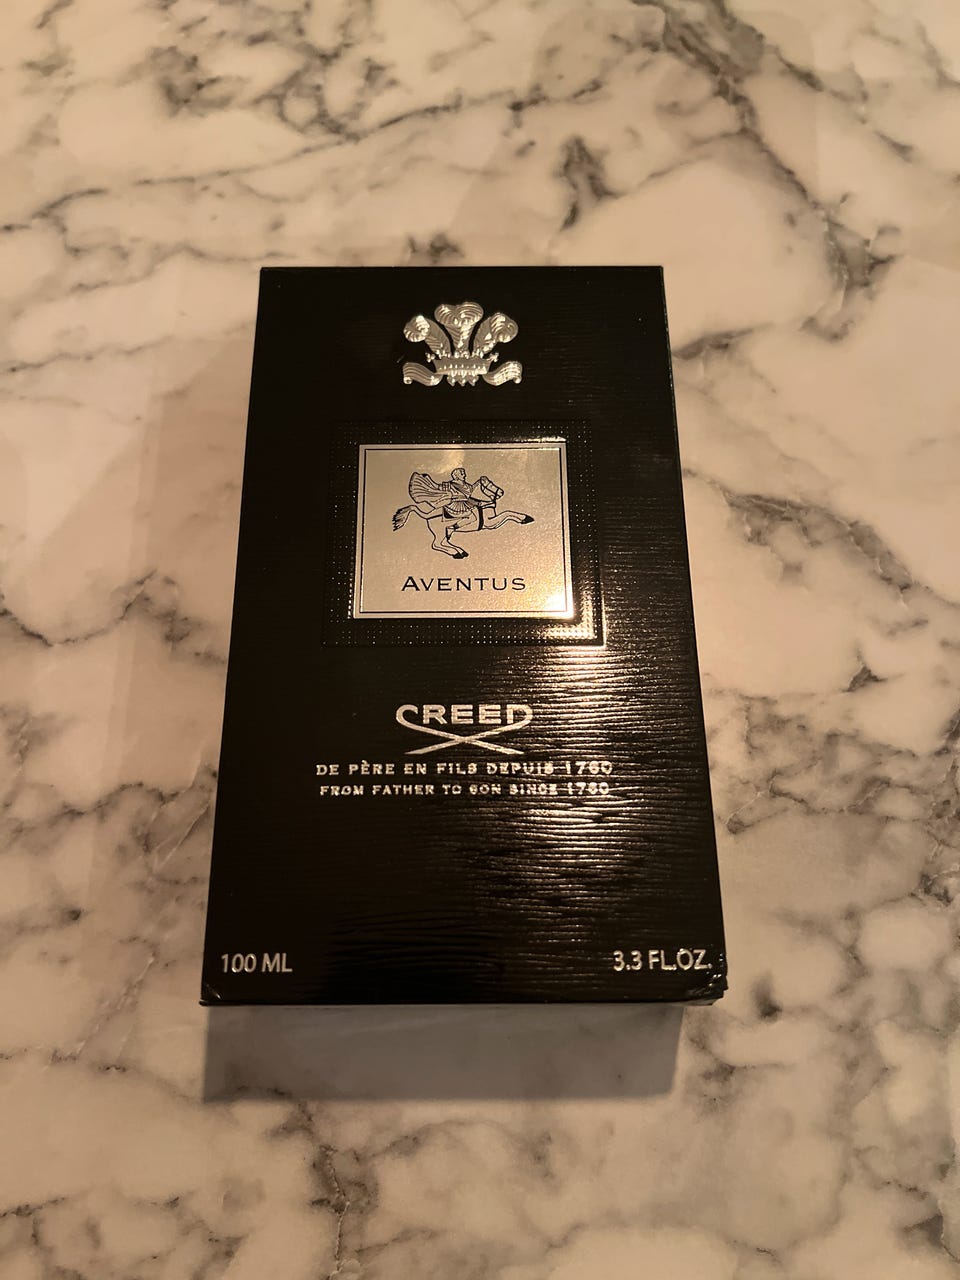 AVENTUS
CREED
DE PÈRE EN FILS DEPUIS 1760
FROM FATHER TO SON SINCE 1760
100 ML
3.3 FL.OZ.